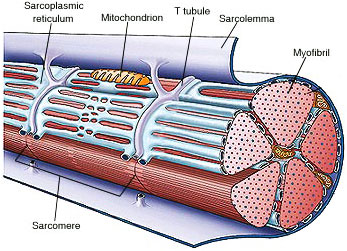 Sarcoplasmic
reticulum
Mitochondrion
T tubule
Sarcolemma
Myofibril
Sarcomere